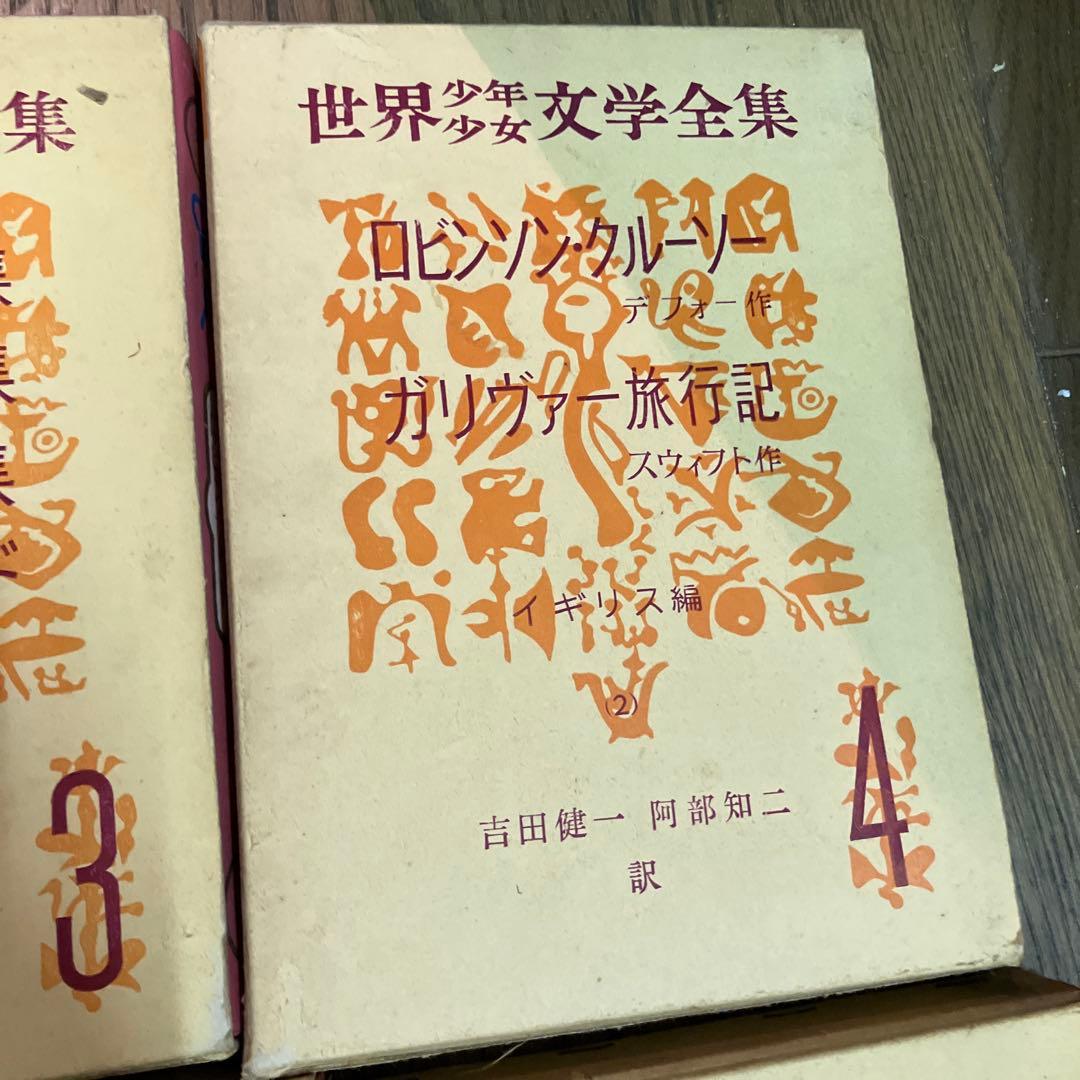 集
集
集
集
3
世界少年少女文学全集
ロビンソン・クルーソー
デフォー作
ガリヴァー旅行記
スウィフト作
イギリス編
(2)
4
吉田健一 阿部知二
訳